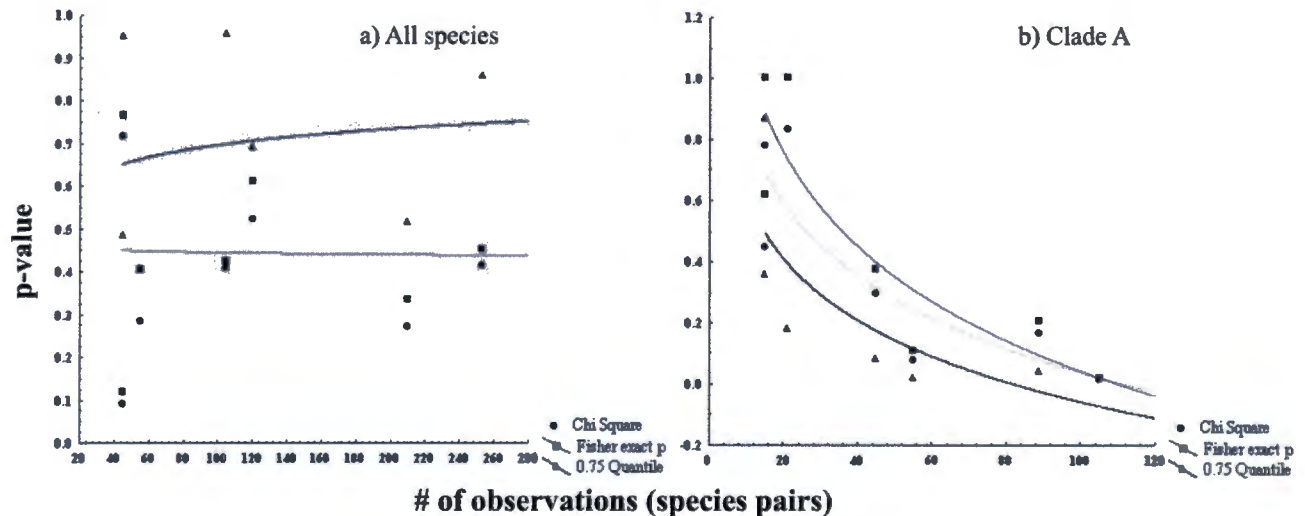 a) All species
b) Clade A
p-value
1.0
0.9
0.8
0.7
0.6
0.5
0.4
0.3
0.2
0.1
0.0
20 40 60 80 100 120 140 160 180 200 220 240 260 280
1.2
1.0
0.8
0.6
0.4
0.2
0.0
-0.2
0 20 40 60 80 100 120
Chi Square
Fisher exact p
0.75 Quantile
Chi Square
Fisher exact p
0.75 Quantile
# of observations (species pairs)